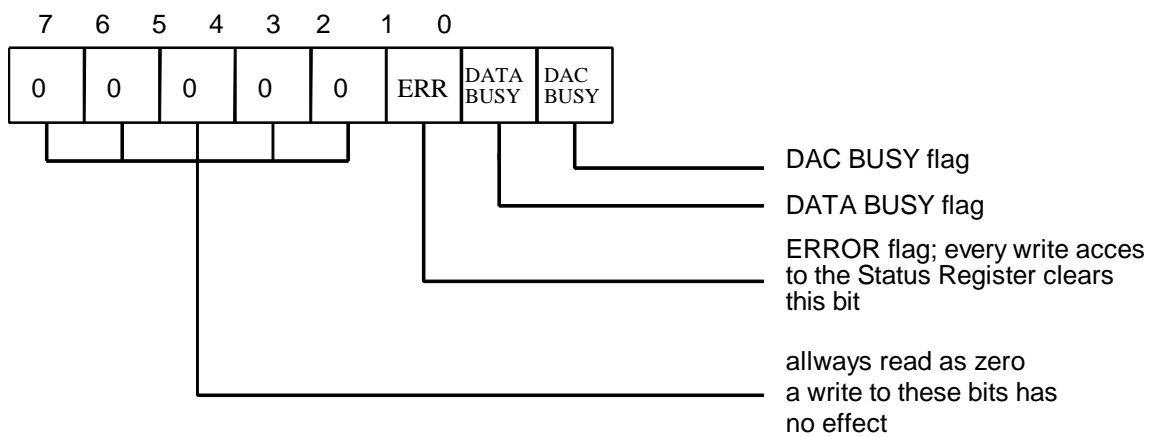 7 6 5 4 3 2 1 0
0 0 0 0 0 ERR DATA BUSY DAC BUSY
DAC BUSY flag
DATA BUSY flag
ERROR flag; every write acces
to the Status Register clears
this bit
allways read as zero
a write to these bits has
no effect